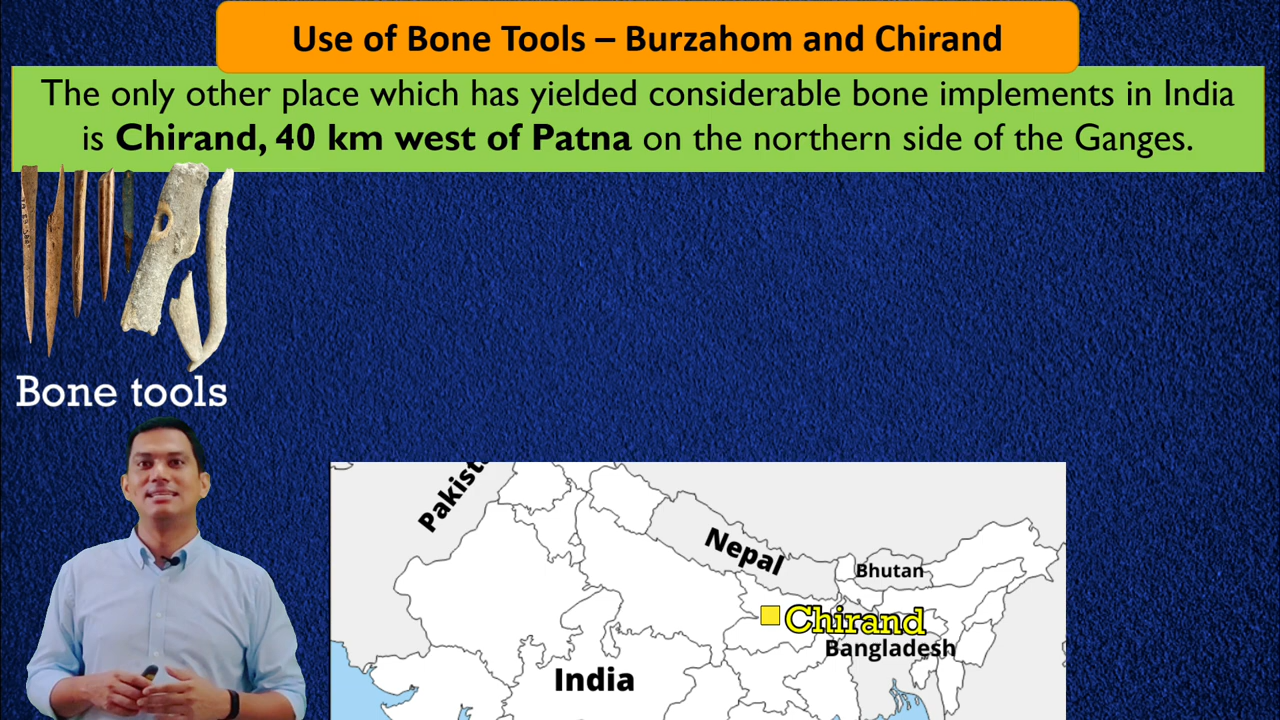 Use of Bone Tools – Burzahom and Chirand
The only other place which has yielded considerable bone implements in India
is Chirand, 40 km west of Patna on the northern side of the Ganges.
Bone tools
Pakist
Nepal
Bhutan
Chirand
Bangladesh
India